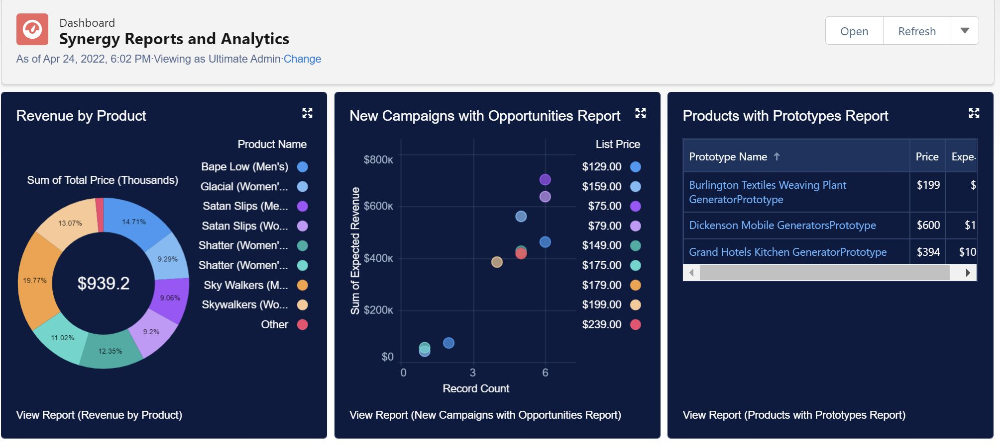 Dashboard
Synergy Reports and Analytics
As of Apr 24, 2022, 6:02 PM·Viewing as Ultimate Admin·Change
Open
Refresh
Revenue by Product
Product Name
Bape Low (Men's)
Glacial (Women'...
Satan Slips (Me...
Satan Slips (Wo...
Shatter (Women'...
Shatter (Women'...
Sky Walkers (M...
Skywalkers (Wo...
Other
Sum of Total Price (Thousands)
14.71%
9.29%
9.06%
9.2%
12.35%
11.02%
19.77%
13.07%
$939.2
View Report (Revenue by Product)
New Campaigns with Opportunities Report
Sum of Expected Revenue
$800K
$600K
$400K
$200K
$0
0 3 6
Record Count
List Price
$129.00
$159.00
$75.00
$79.00
$149.00
$175.00
$179.00
$199.00
$239.00
View Report (New Campaigns with Opportunities Report)
Products with Prototypes Report
Prototype Name ↑ Price Expe-
Burlington Textiles Weaving Plant $199 $
GeneratorPrototype
Dickenson Mobile GeneratorsPrototype $600 $1
Grand Hotels Kitchen GeneratorPrototype $394 $10
View Report (Products with Prototypes Report)